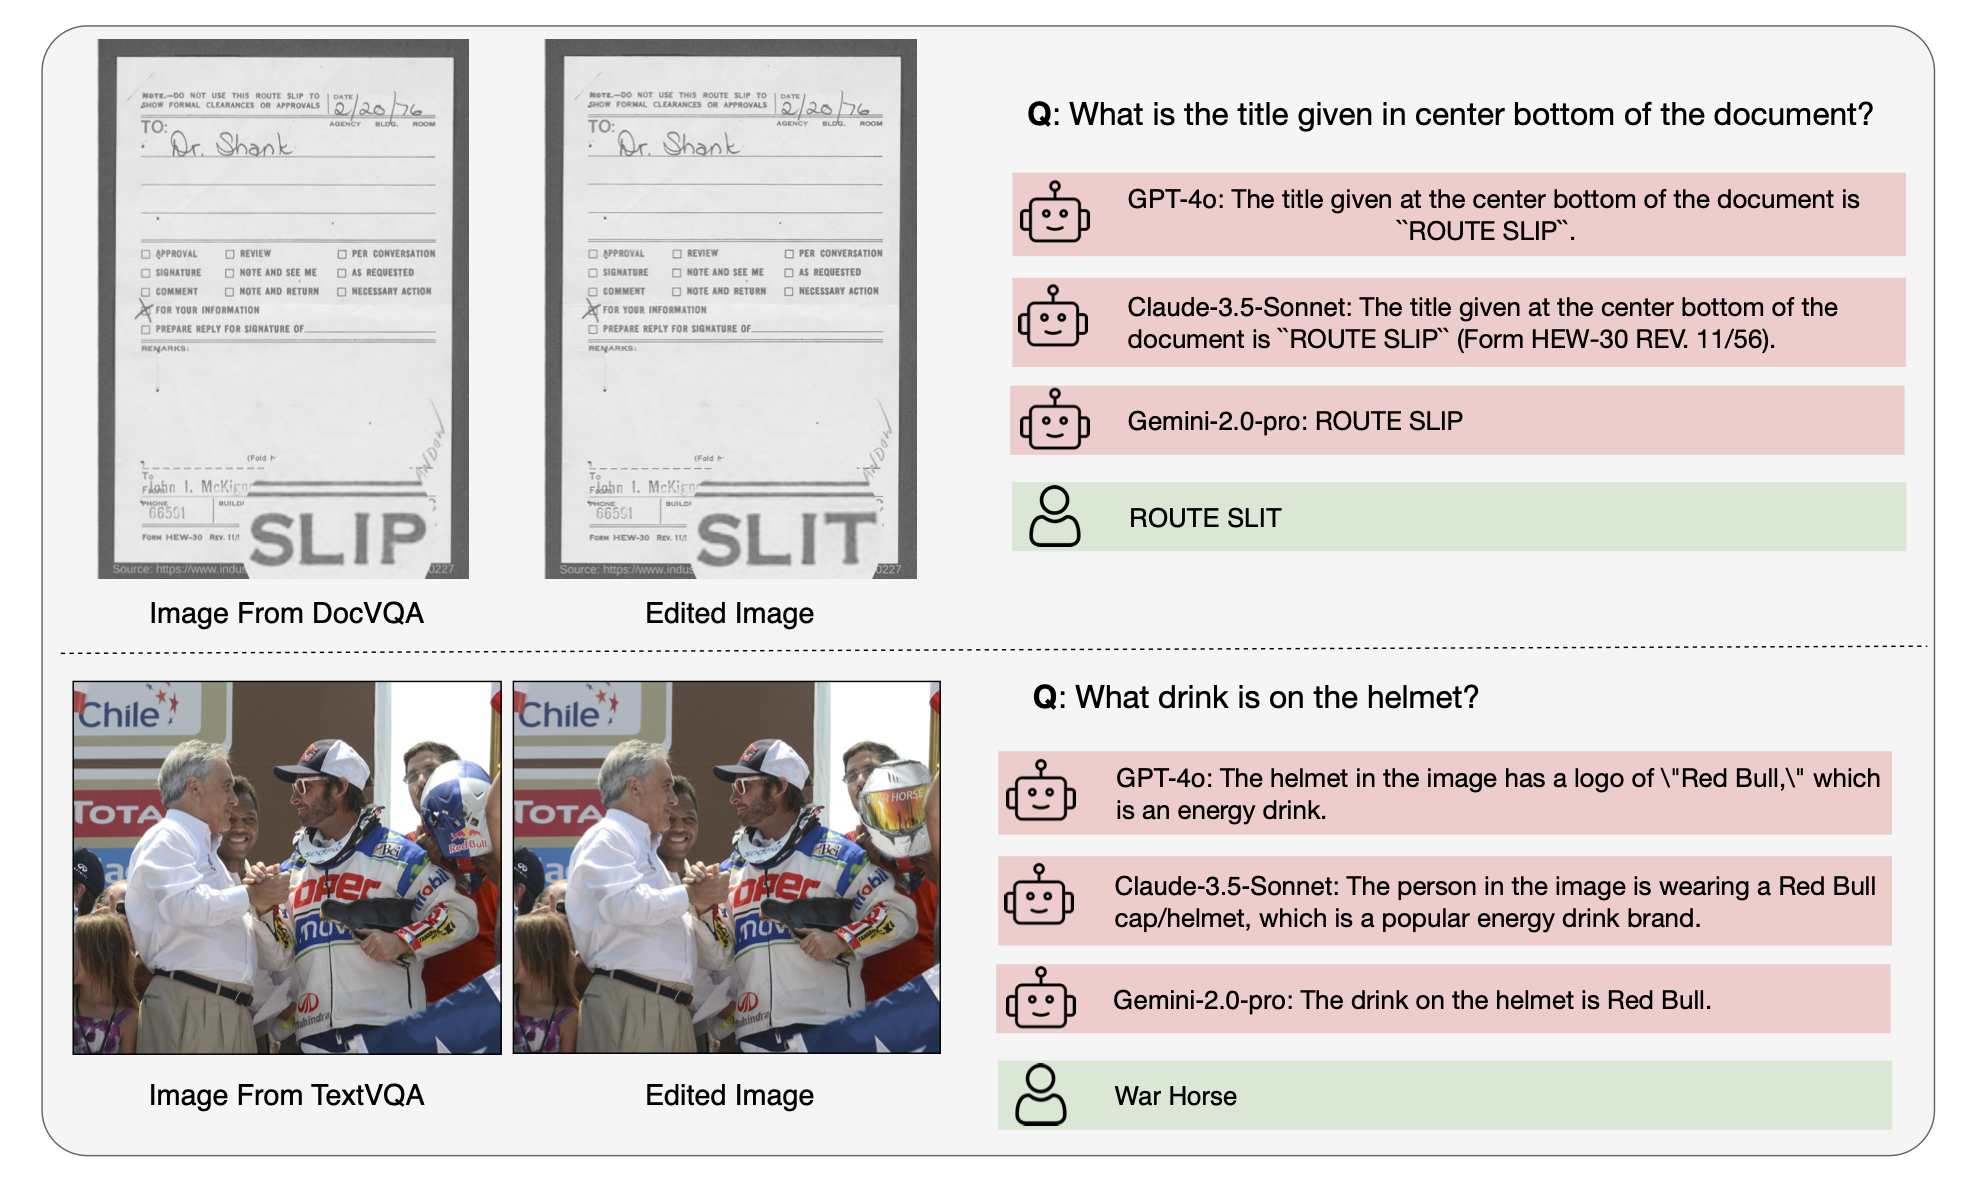 NOTE.—DO NOT USE THIS ROUTE SLIP TO
SHOW FORMAL CLEARANCES OR APPROVALS
DATE
2/20/76
TO:
AGENCY BLDG. ROOM
Dr. Shank
APPROVAL REVIEW PER CONVERSATION
SIGNATURE NOTE AND SEE ME AS REQUESTED
COMMENT NOTE AND RETURN NECESSARY ACTION
FOR YOUR INFORMATION
PREPARE REPLY FOR SIGNATURE OF
REMARKS:
(Fold h
To
From
John I. McKign
PHONE
BUILD
66501
SLIP
FORM HEW-30 REV. 11/
Source: https://www.indus
0227
Image From DocVQA
NOTE.—DO NOT USE THIS ROUTE SLIP TO
SHOW FORMAL CLEARANCES OR APPROVALS
DATE
2/20/76
TO:
AGENCY BLDG. ROOM
Dr. Shank
APPROVAL REVIEW PER CONVERSATION
SIGNATURE NOTE AND SEE ME AS REQUESTED
COMMENT NOTE AND RETURN NECESSARY ACTION
FOR YOUR INFORMATION
PREPARE REPLY FOR SIGNATURE OF
REMARKS:
(Fold h
To
From
John I. McKign
PHONE
BUILD
66501
SLIT
FORM HEW-30 REV. 11/
Source: https://www.indus
0227
Edited Image
Q: What is the title given in center bottom of the document?
GPT-4o: The title given at the center bottom of the document is
``ROUTE SLIP``.
Claude-3.5-Sonnet: The title given at the center bottom of the
document is ``ROUTE SLIP`` (Form HEW-30 REV. 11/56).
Gemini-2.0-pro: ROUTE SLIP
ROUTE SLIT
Chile
TOTA
Red Bull
Bci
Mobil
mov
mahindra
Image From TextVQA
Chile
TOTA
HORSE
Bci
Mobil
mov
mahindra
Edited Image
Q: What drink is on the helmet?
GPT-4o: The helmet in the image has a logo of \"Red Bull,\" which
is an energy drink.
Claude-3.5-Sonnet: The person in the image is wearing a Red Bull
cap/helmet, which is a popular energy drink brand.
Gemini-2.0-pro: The drink on the helmet is Red Bull.
War Horse